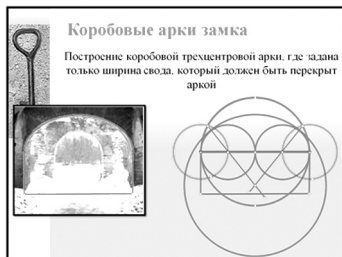 Коробовые арки замка
Построение коробовой трехцентровой арки, где задана
только ширина свода, который должен быть перекрыт
аркой